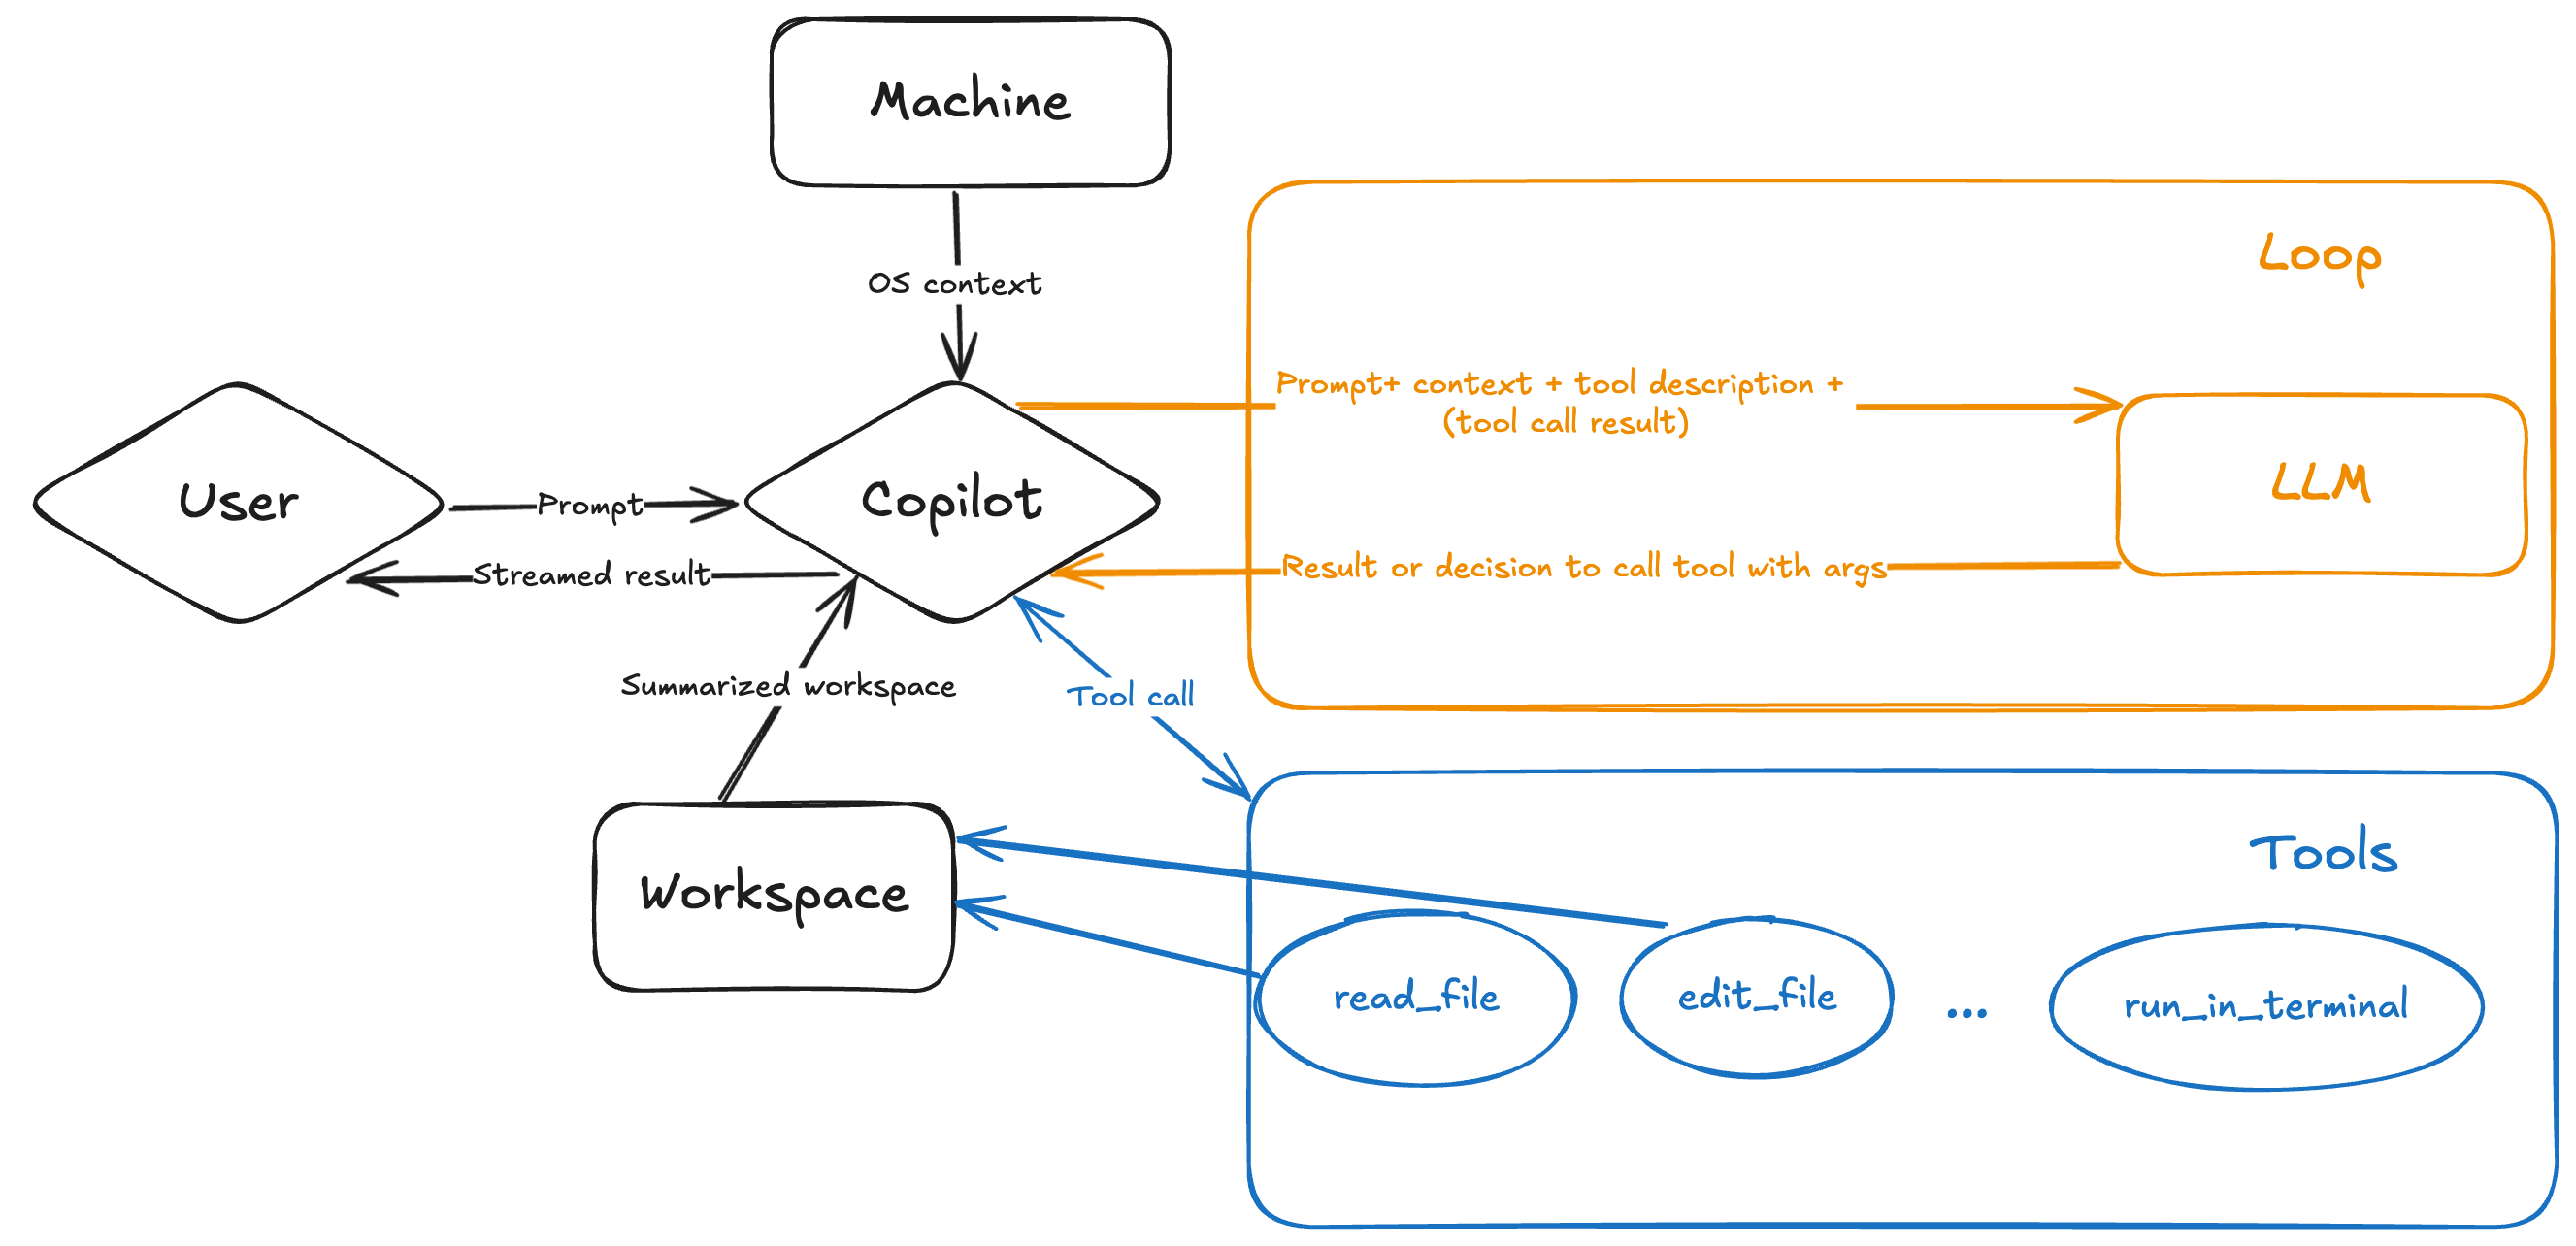 Machine
OS context
Loop
Prompt+ context + tool description +
(tool call result)
User
Prompt
Copilot
LLM
Streamed result
Result or decision to call tool with args
Summarized workspace
Tool call
Workspace
Tools
read_file
edit_file
...
run_in_terminal